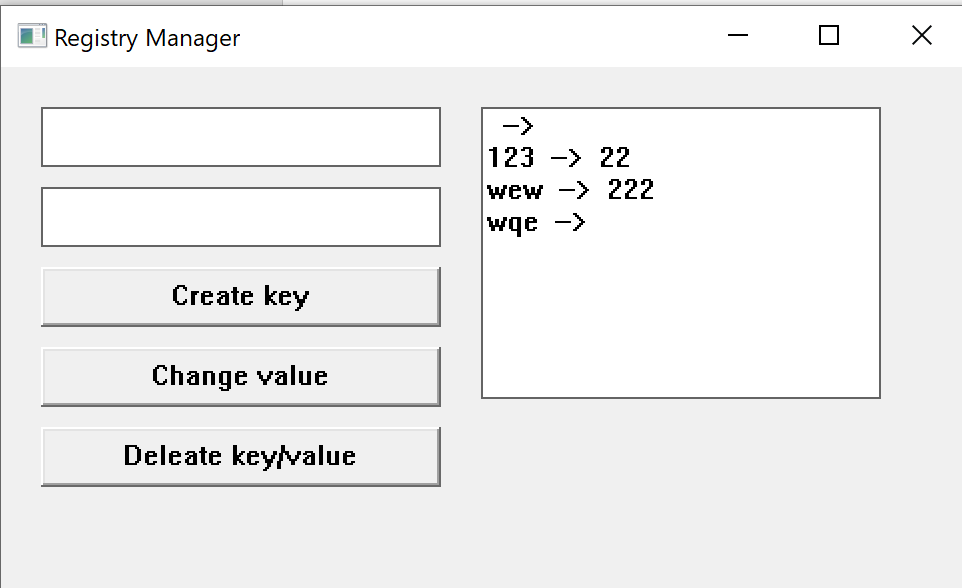 Registry Manager
->
123 -> 22
wew -> 222
wqe ->
Create key
Change value
Deleate key/value